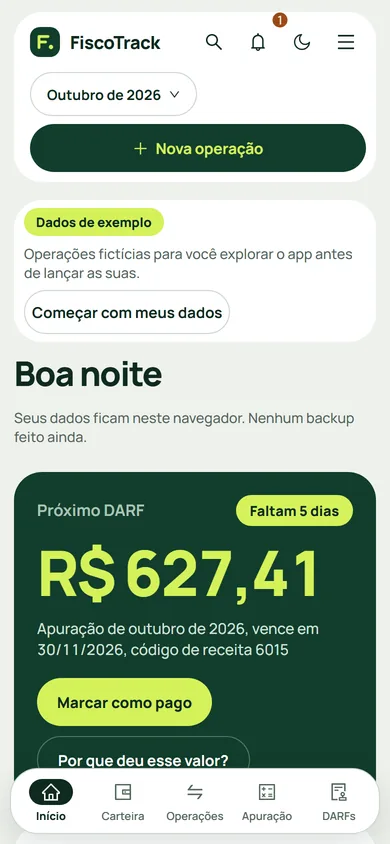 1
F.
FiscoTrack
Outubro de 2026
Nova operação
Dados de exemplo
Operações fictícias para você explorar o app antes
de lançar as suas.
Começar com meus dados
Boa noite
Seus dados ficam neste navegador. Nenhum backup
feito ainda.
Próximo DARF
Faltam 5 dias
R$ 627,41
Apuração de outubro de 2026, vence em
30/11/2026, código de receita 6015
Marcar como pago
Por que deu esse valor?
Início
Carteira
Operações
Apuração
DARFs